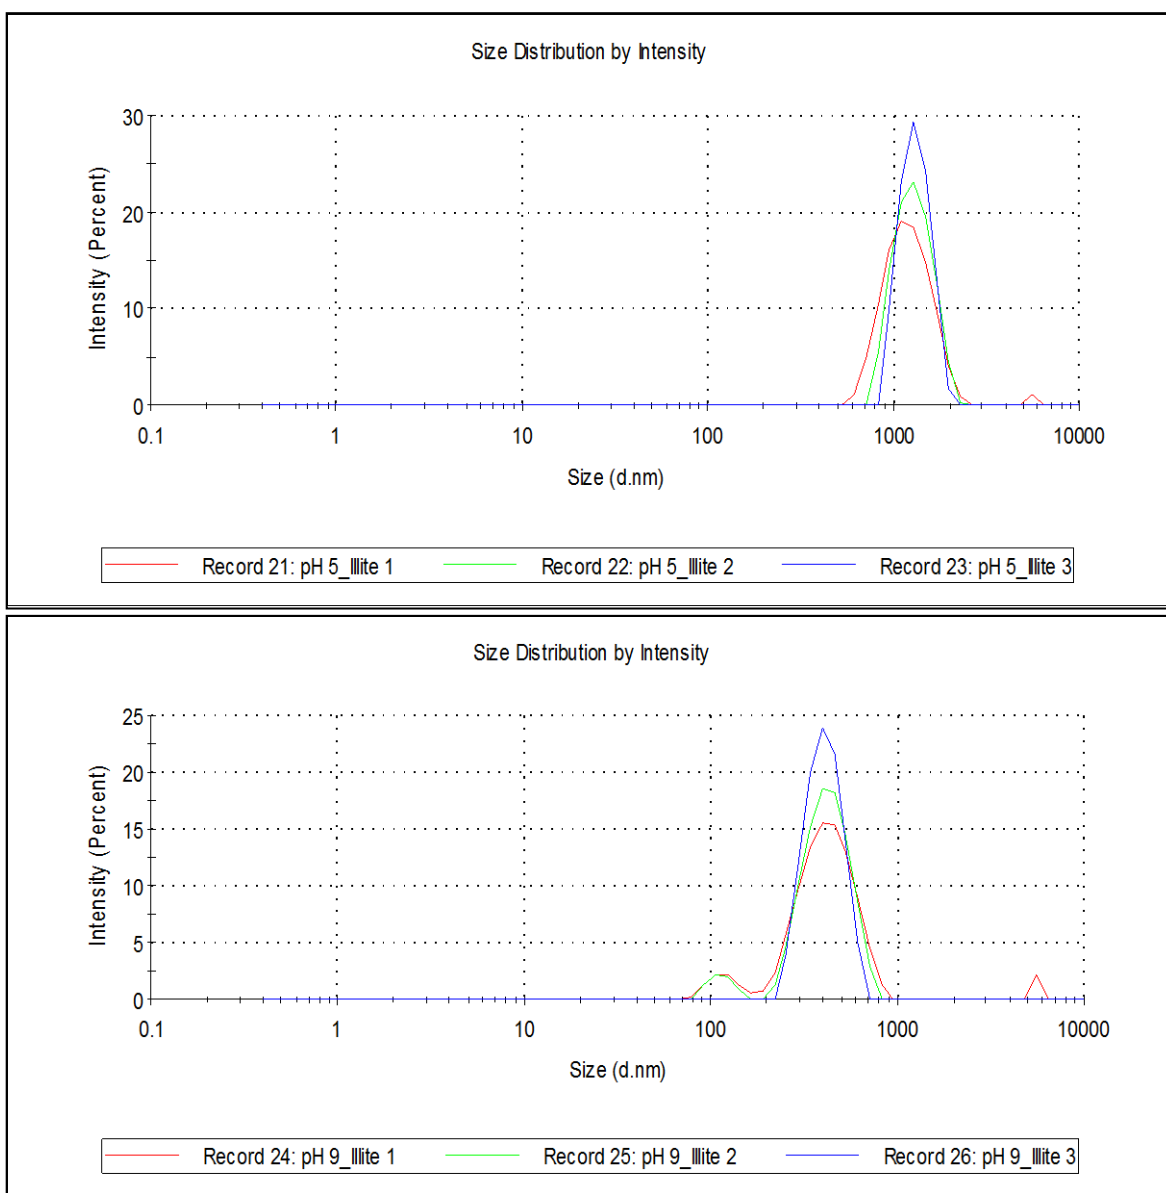 Size Distribution by Intensity
30
20
10
0
Intensity (Percent)
0.1 1 10 100 1000 10000
Size (d.nm)
Record 21: pH 5_Illite 1 Record 22: pH 5_Illite 2 Record 23: pH 5_Illite 3
Size Distribution by Intensity
25
20
15
10
5
0
Intensity (Percent)
0.1 1 10 100 1000 10000
Size (d.nm)
Record 24: pH 9_Illite 1 Record 25: pH 9_Illite 2 Record 26: pH 9_Illite 3